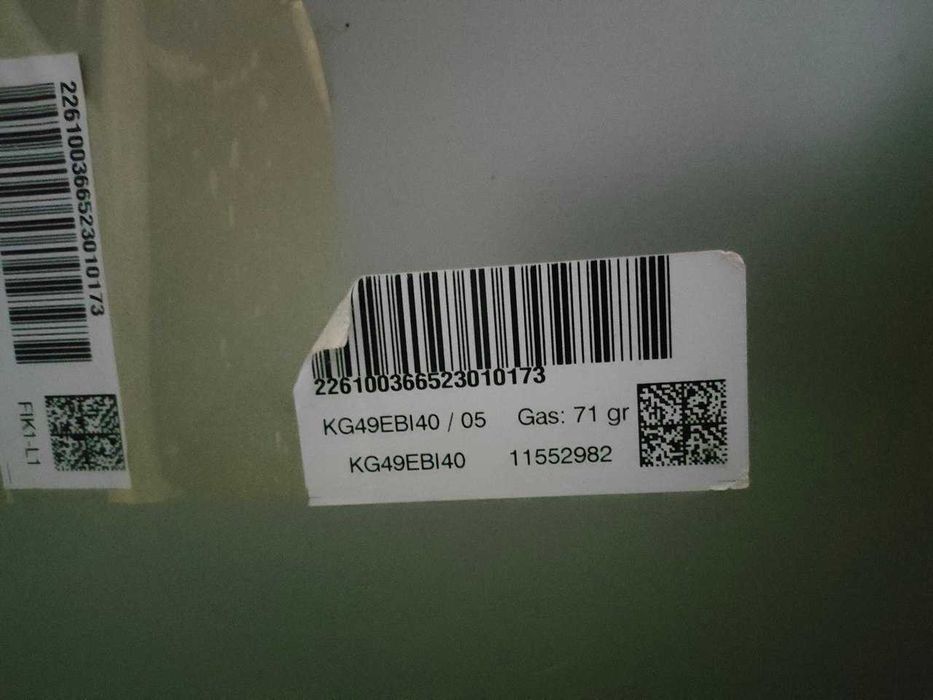 226100366523010173
FIK1-L1
226100366523010173
KG49EBI40 / 05 Gas: 71 gr
KG49EBI40 11552982